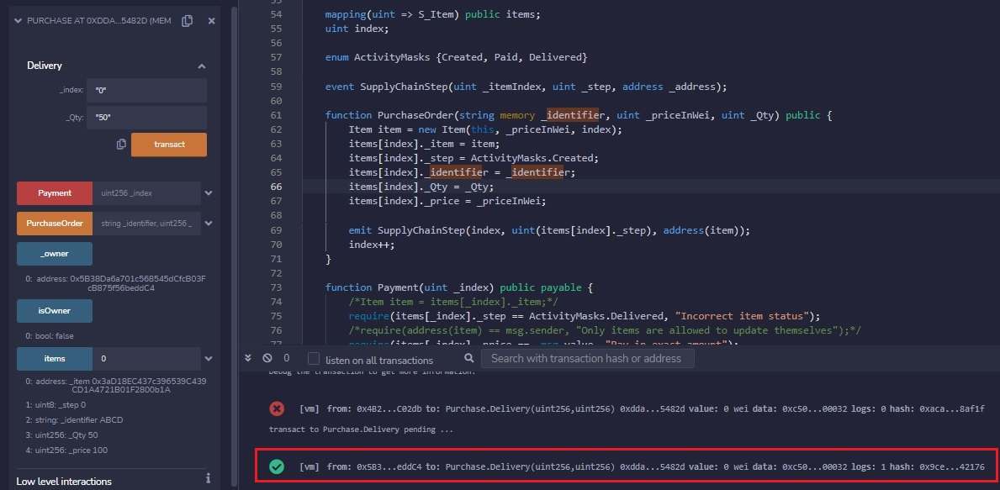 PURCHASE AT 0XDDA...5482D (MEM
Delivery
_index: "0"
_Qty: "50"
transact
Payment uint256 _index
PurchaseOrder string _identifier, uint256 _
_owner
0: address: 0x5B38Da6a701c568545dCfcB03F
cB875f56beddC4
isOwner
0: bool: false
items 0
0: address: _item 0x3aD18EC437c396539C439
CD1A4721B01F2800b1A
1: uint8: _step 0
2: string: _identifier ABCD
3: uint256: _Qty 50
4: uint256: _price 100
Low level interactions
53
54 mapping(uint => S_Item) public items;
55 uint index;
56
57 enum ActivityMasks {Created, Paid, Delivered}
58
59 event SupplyChainStep(uint _itemIndex, uint _step, address _address);
60
61 function PurchaseOrder(string memory _identifier, uint _priceInWei, uint _Qty) public {
62 Item item = new Item(this, _priceInWei, index);
63 items[index]._item = item;
64 items[index]._step = ActivityMasks.Created;
65 items[index]._identifier = _identifier;
66 items[index]._Qty = _Qty;
67 items[index]._price = _priceInWei;
68
69 emit SupplyChainStep(index, uint(items[index]._step), address(item));
70 index++;
71 }
72
73 function Payment(uint _index) public payable {
74 /*Item item = items[_index]._item;*/
75 require(items[_index]._step == ActivityMasks.Delivered, "Incorrect item status");
76 /*require(address(item) == msg.sender, "Only items are allowed to update themselves");*/
77 require(items[_index]._price == msg.value, "Pay in exact amount");
0 listen on all transactions Search with transaction hash or address
Debug the transaction to get more information.
[vm] from: 0x4B2...C02db to: Purchase.Delivery(uint256,uint256) 0xdda...5482d value: 0 wei data: 0xc50...00032 logs: 0 hash: 0xaca...8af1f
transact to Purchase.Delivery pending ...
[vm] from: 0x5B3...eddC4 to: Purchase.Delivery(uint256,uint256) 0xdda...5482d value: 0 wei data: 0xc50...00032 logs: 1 hash: 0x9ce...42176